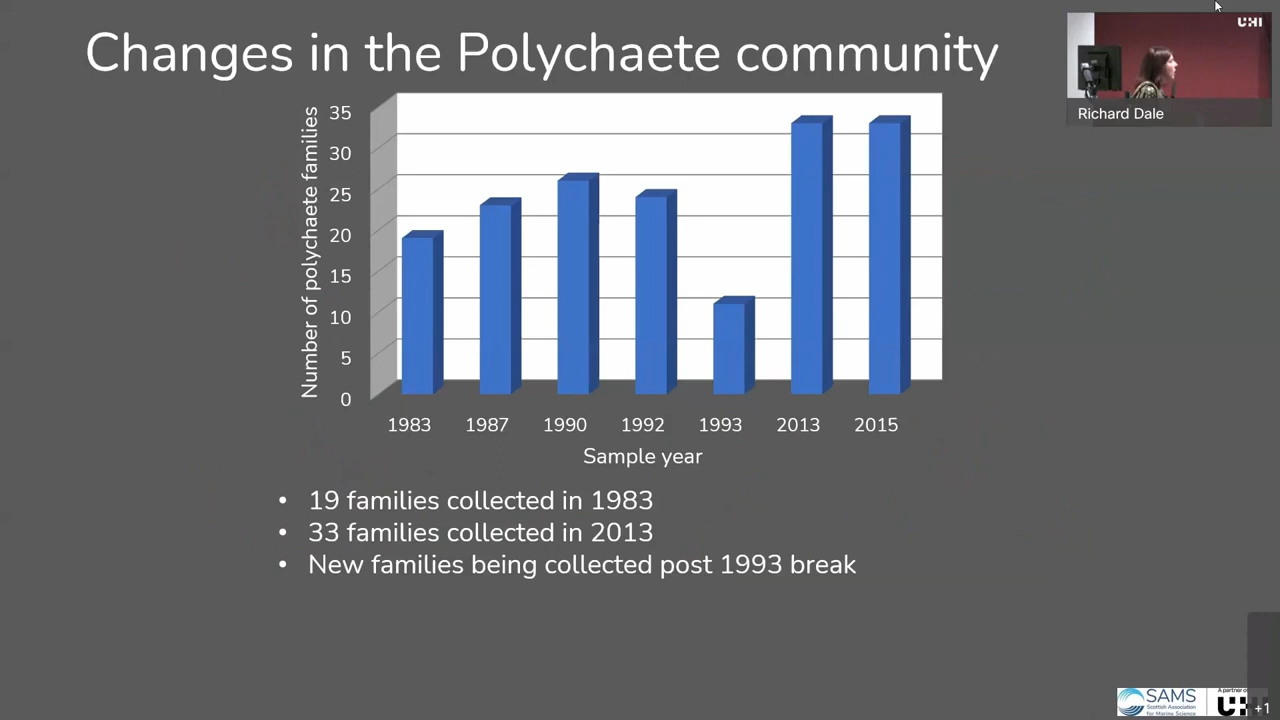 Changes in the Polychaete community
UHI
Richard Dale
Number of polychaete families
35
30
25
20
15
10
5
0
1983 1987 1990 1992 1993 2013 2015
Sample year
• 19 families collected in 1983
• 33 families collected in 2013
• New families being collected post 1993 break
SAMS
Scottish Association
for Marine Science
A partner of
+1